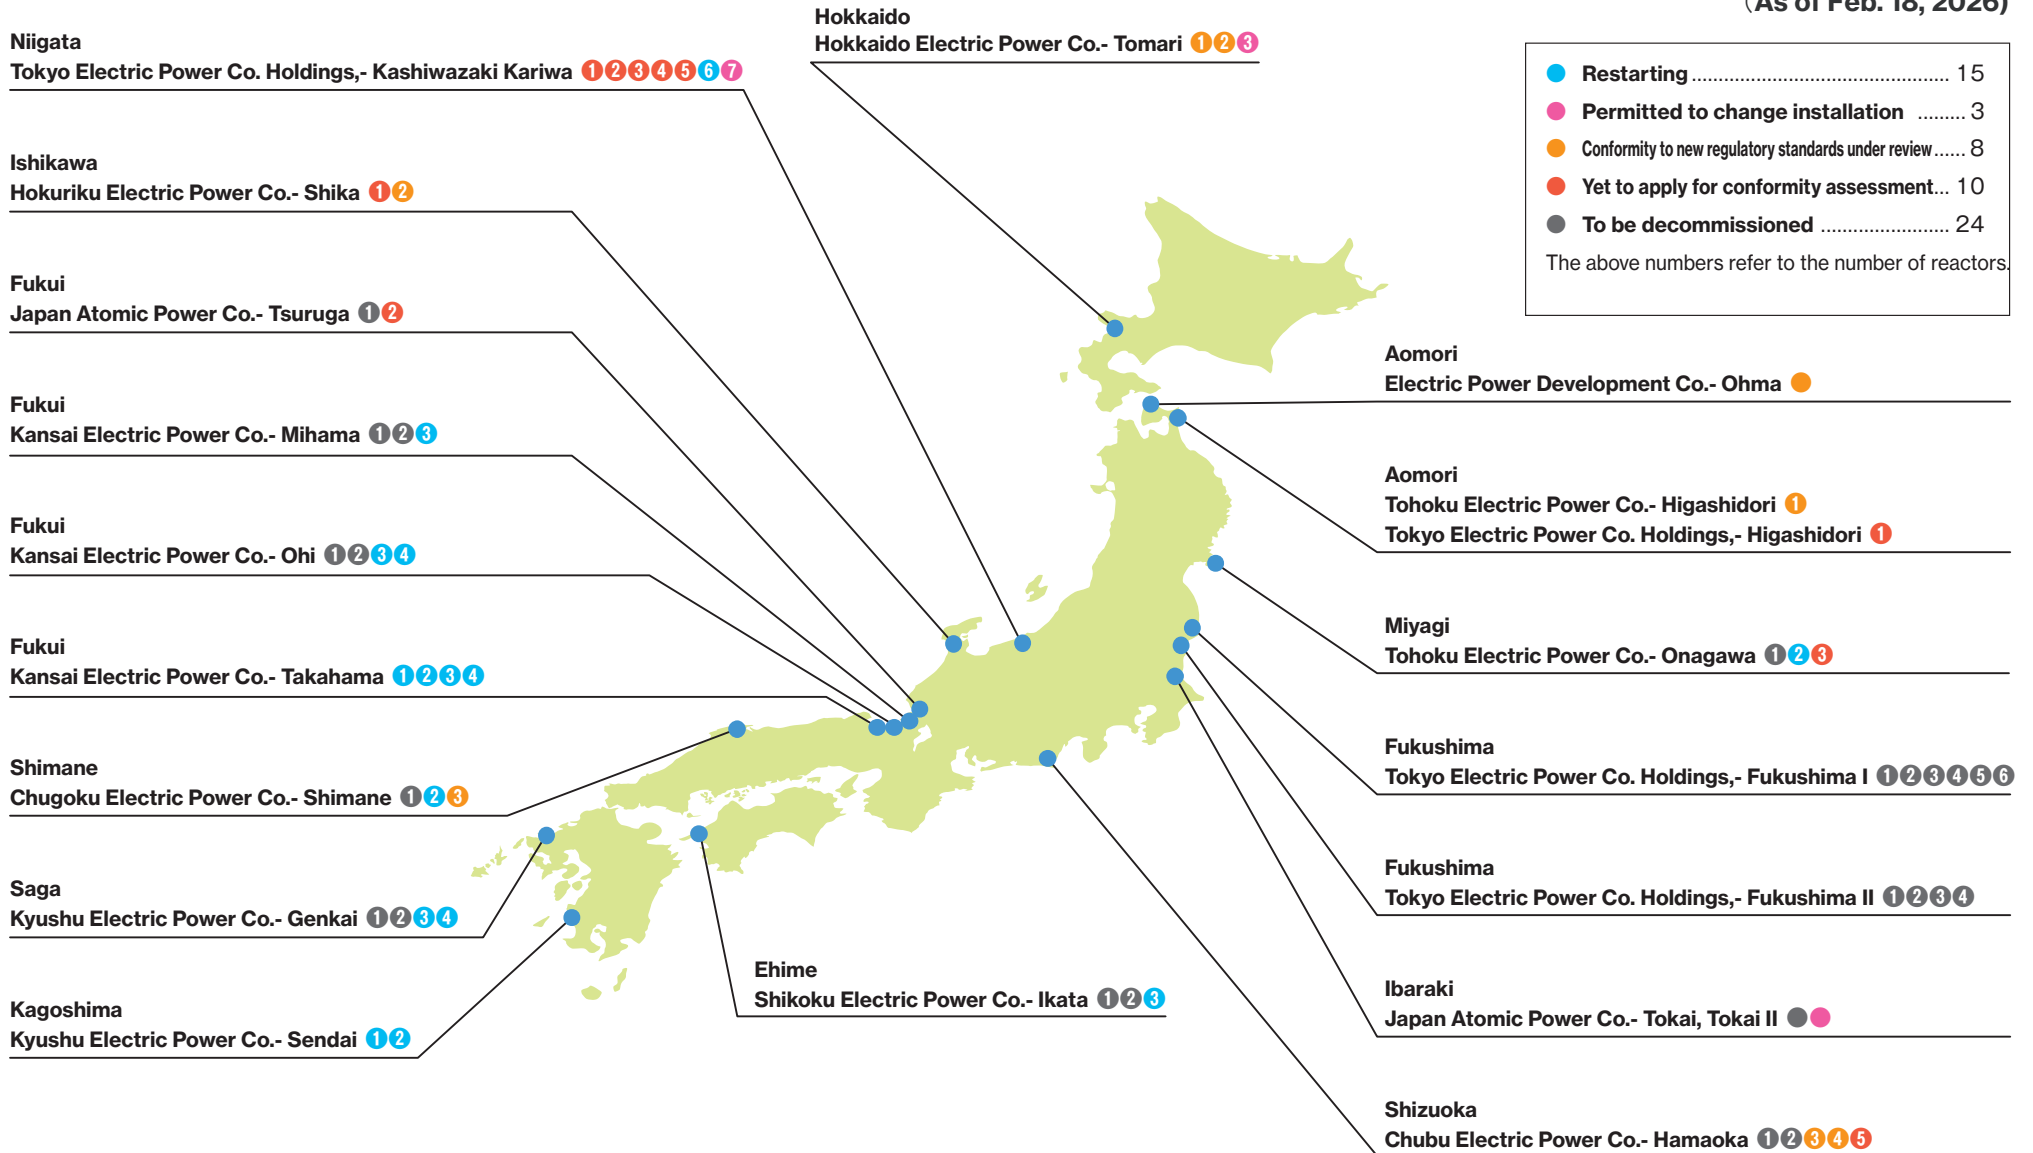 (As of Feb. 18, 2026)
Restarting ............................................. 15
Permitted to change installation ......... 3
Conformity to new regulatory standards under review ...... 8
Yet to apply for conformity assessment... 10
To be decommissioned ....................... 24
The above numbers refer to the number of reactors.
Hokkaido
Hokkaido Electric Power Co.- Tomari 1 2 3
Niigata
Tokyo Electric Power Co. Holdings,- Kashiwazaki Kariwa 1 2 3 4 5 6 7
Ishikawa
Hokuriku Electric Power Co.- Shika 1 2
Fukui
Japan Atomic Power Co.- Tsuruga 1 2
Fukui
Kansai Electric Power Co.- Mihama 1 2 3
Fukui
Kansai Electric Power Co.- Ohi 1 2 3 4
Fukui
Kansai Electric Power Co.- Takahama 1 2 3 4
Shimane
Chugoku Electric Power Co.- Shimane 1 2 3
Saga
Kyushu Electric Power Co.- Genkai 1 2 3 4
Kagoshima
Kyushu Electric Power Co.- Sendai 1 2
Ehime
Shikoku Electric Power Co.- Ikata 1 2 3
Aomori
Electric Power Development Co.- Ohma
Aomori
Tohoku Electric Power Co.- Higashidori 1
Tokyo Electric Power Co. Holdings,- Higashidori 1
Miyagi
Tohoku Electric Power Co.- Onagawa 1 2 3
Fukushima
Tokyo Electric Power Co. Holdings,- Fukushima I 1 2 3 4 5 6
Fukushima
Tokyo Electric Power Co. Holdings,- Fukushima II 1 2 3 4
Ibaraki
Japan Atomic Power Co.- Tokai, Tokai II
Shizuoka
Chubu Electric Power Co.- Hamaoka 1 2 3 4 5